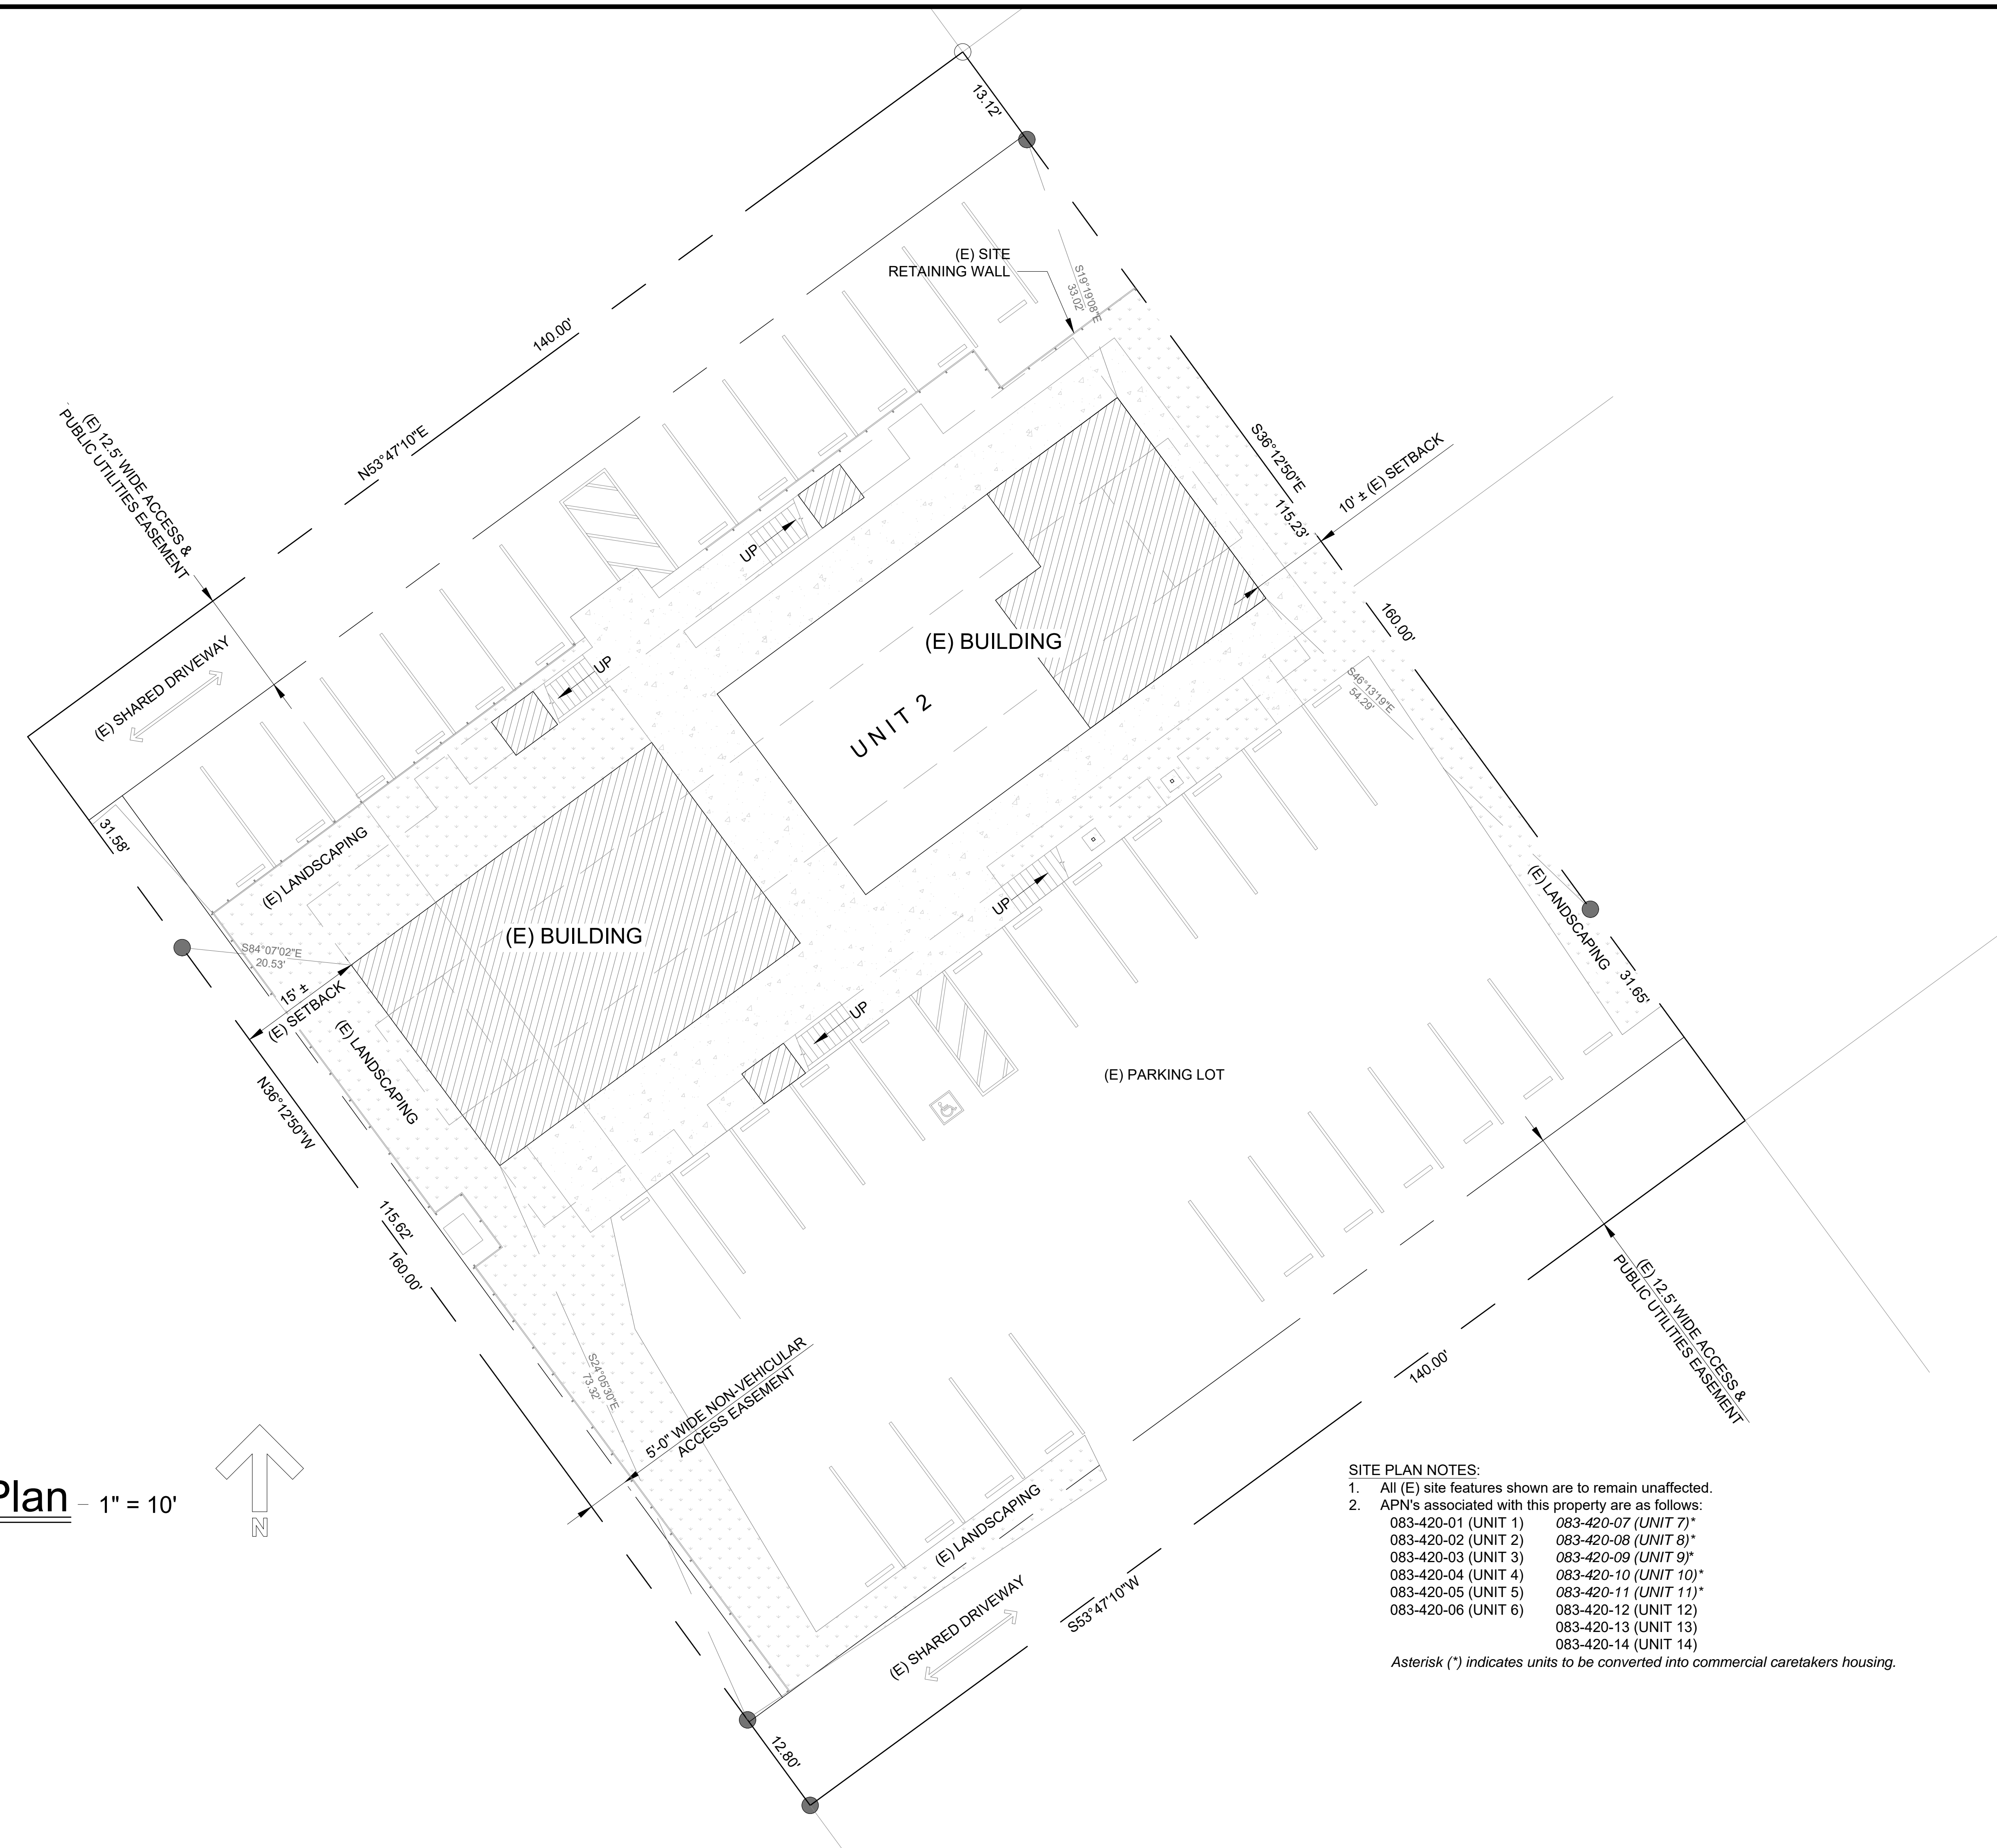 13.12'
(E) SITE
RETAINING WALL
S19°19'08"E
33.02'
140.00'
N53°47'10"E
(E) 12.5' WIDE ACCESS &
PUBLIC UTILITIES EASEMENT
S36°12'50"E
115.23'
10' ± (E) SETBACK
160.00'
UP
UP
(E) BUILDING
UNIT 2
(E) SHARED DRIVEWAY
S46°13'19"E
54.29'
31.58'
(E) LANDSCAPING
(E) BUILDING
UP
(E) LANDSCAPING
31.65'
S84°07'02"E
20.53'
15' ±
(E) SETBACK
(E) LANDSCAPING
UP
(E) PARKING LOT
N36°12'50"W
115.62'
160.00'
(E) 12.5' WIDE ACCESS &
PUBLIC UTILITIES EASEMENT
S24°05'30"E
73.32'
5'-0" WIDE NON-VEHICULAR
ACCESS EASEMENT
140.00'
Plan - 1" = 10'
N
(E) LANDSCAPING
S53°47'10"W
(E) SHARED DRIVEWAY
12.80'
SITE PLAN NOTES:
1. All (E) site features shown are to remain unaffected.
2. APN's associated with this property are as follows:
083-420-01 (UNIT 1) 083-420-07 (UNIT 7)*
083-420-02 (UNIT 2) 083-420-08 (UNIT 8)*
083-420-03 (UNIT 3) 083-420-09 (UNIT 9)*
083-420-04 (UNIT 4) 083-420-10 (UNIT 10)*
083-420-05 (UNIT 5) 083-420-11 (UNIT 11)*
083-420-06 (UNIT 6) 083-420-12 (UNIT 12)
083-420-13 (UNIT 13)
083-420-14 (UNIT 14)
Asterisk (*) indicates units to be converted into commercial caretakers housing.